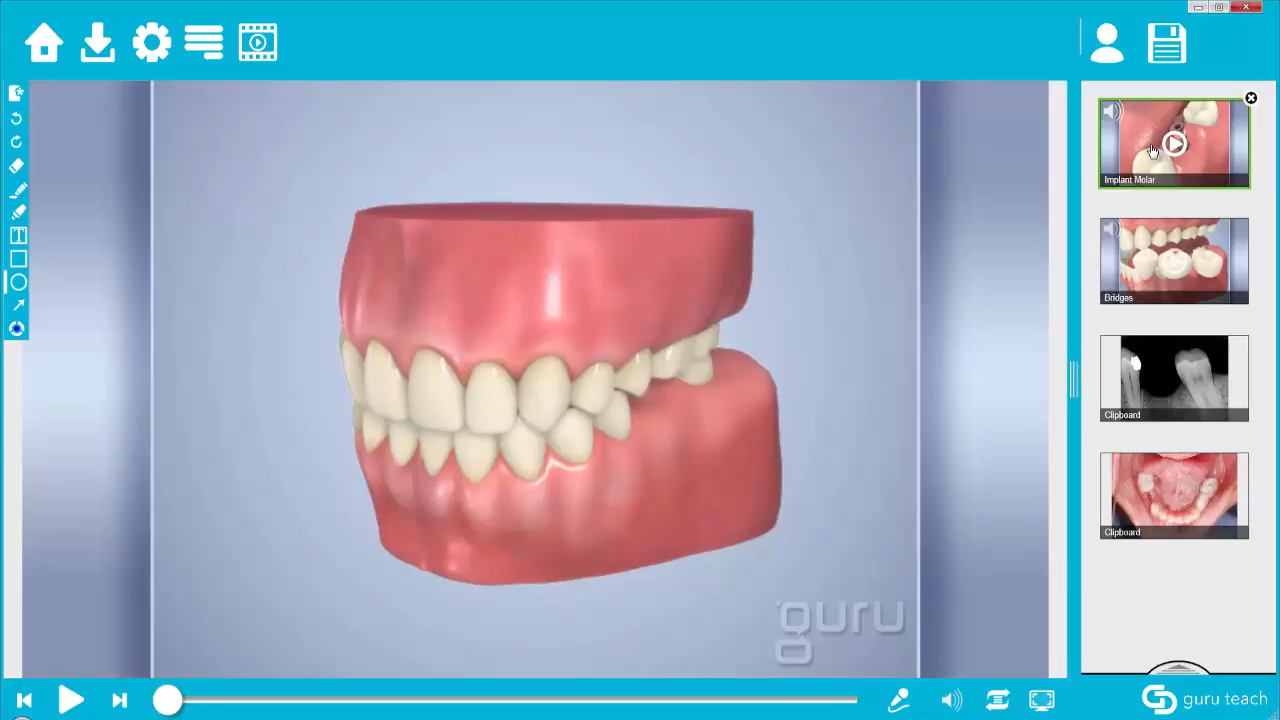 T
Implant Molar
Bridges
Clipboard
Clipboard
guru
guru teach